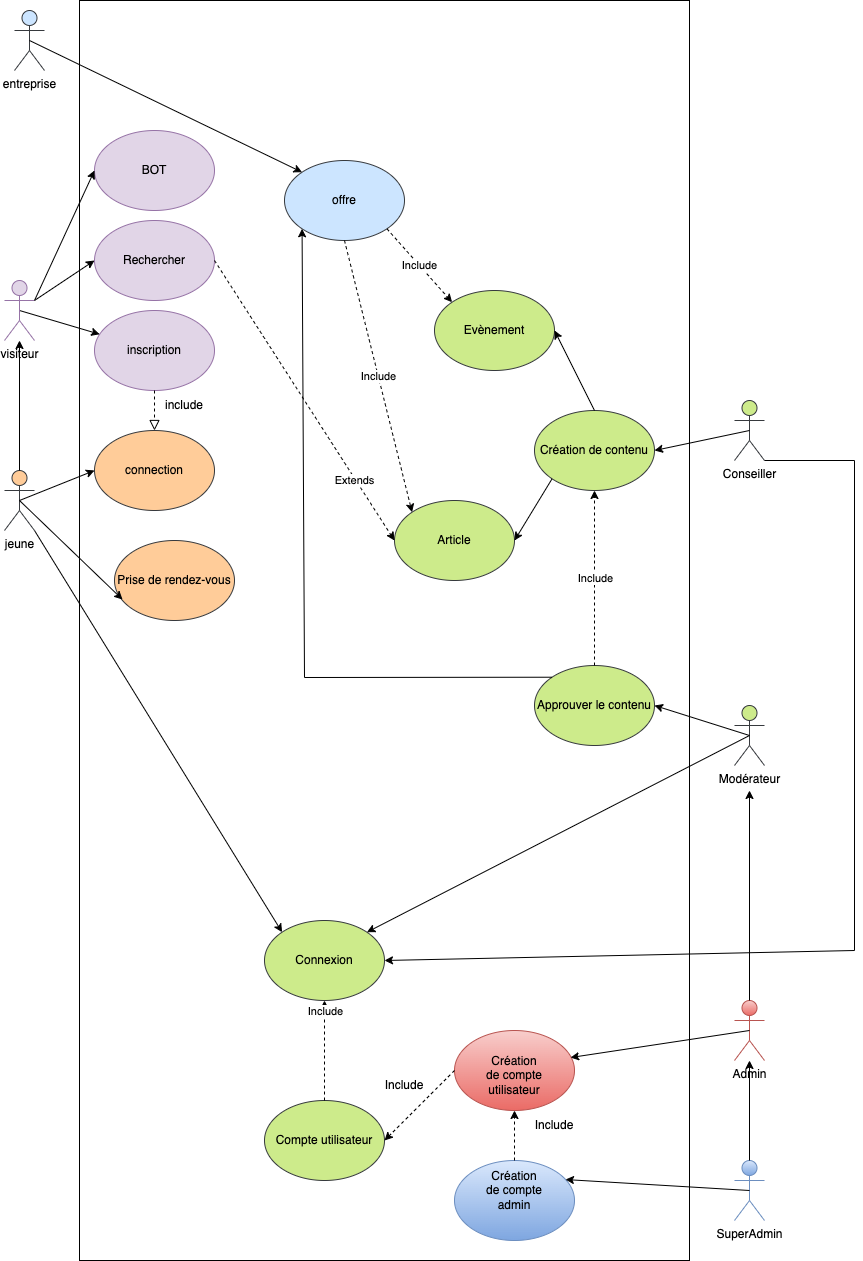 entreprise
BOT
offre
Rechercher
Include
visiteur
inscription
Evènement
Include
include
connection
Extends
Création de contenu
Conseiller
jeune
Article
Prise de rendez-vous
Include
Approuver le contenu
Modérateur
Connexion
Include
Création
de compte
utilisateur
Admin
Include
Include
Compte utilisateur
Création
de compte
admin
SuperAdmin